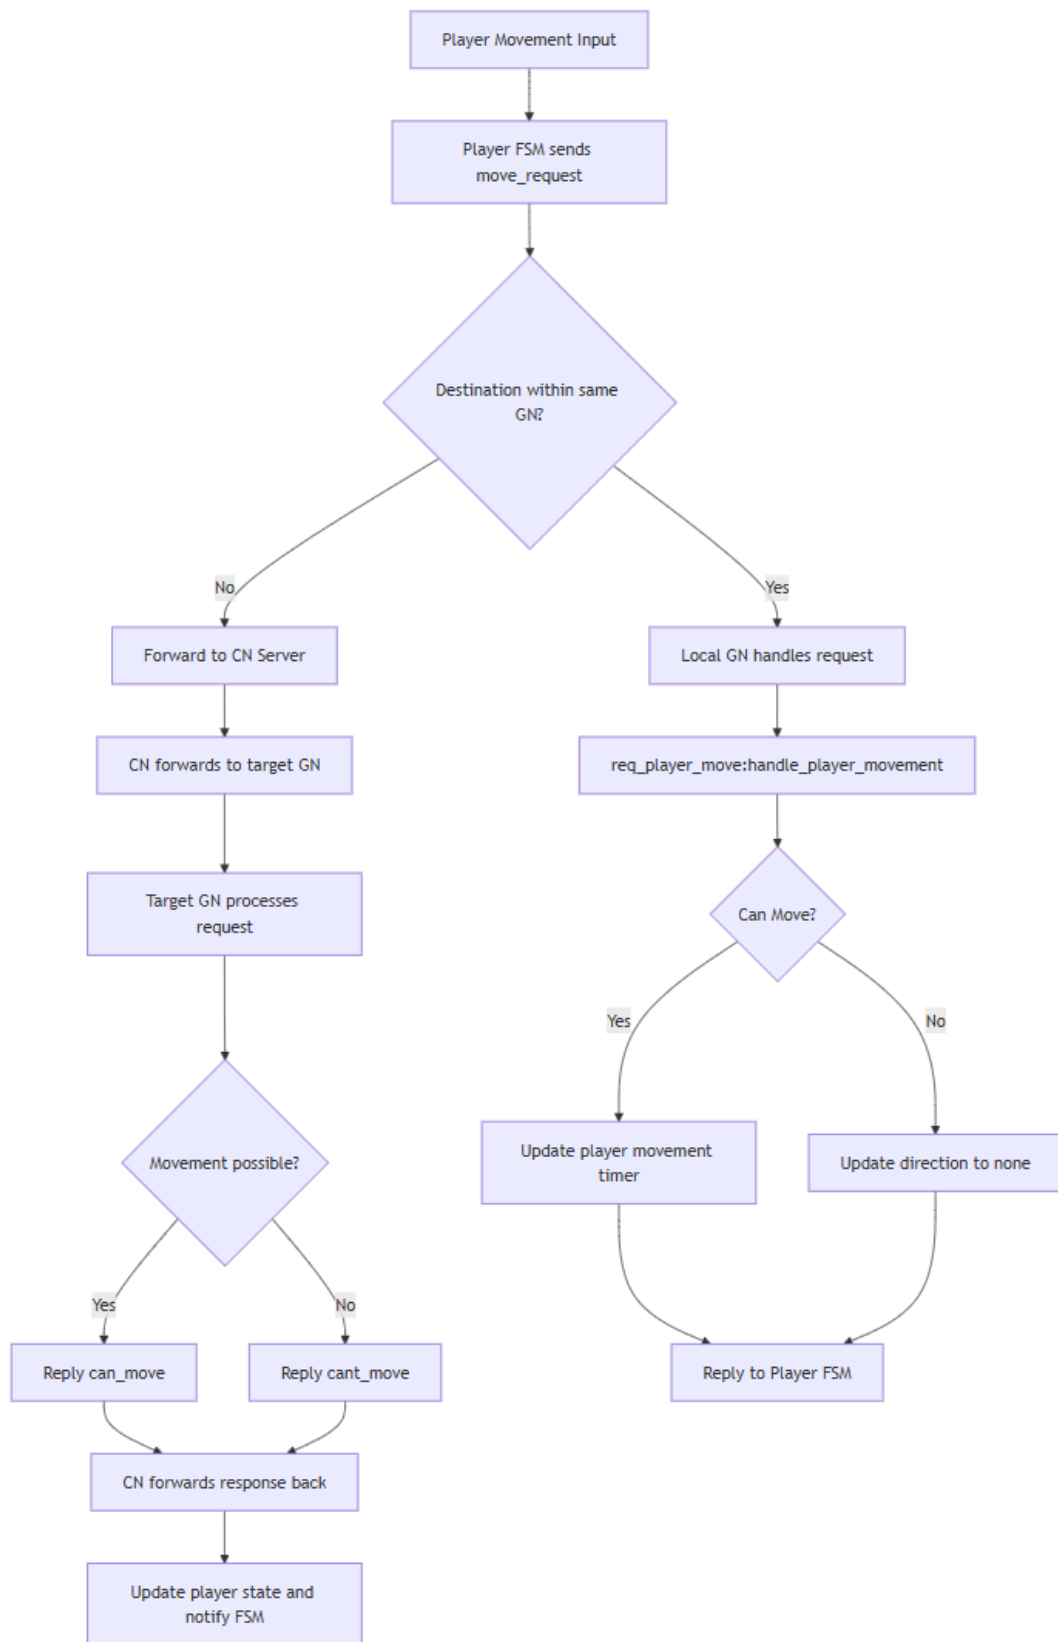 Player Movement Input
Player FSM sends
move_request
Destination within same
GN?
No
Yes
Forward to CN Server
Local GN handles request
CN forwards to target GN
req_player_move:handle_player_movement
Target GN processes
request
Can Move?
Yes
No
Movement possible?
Update player movement
timer
Update direction to none
Yes
No
Reply can_move
Reply cant_move
Reply to Player FSM
CN forwards response back
Update player state and
notify FSM